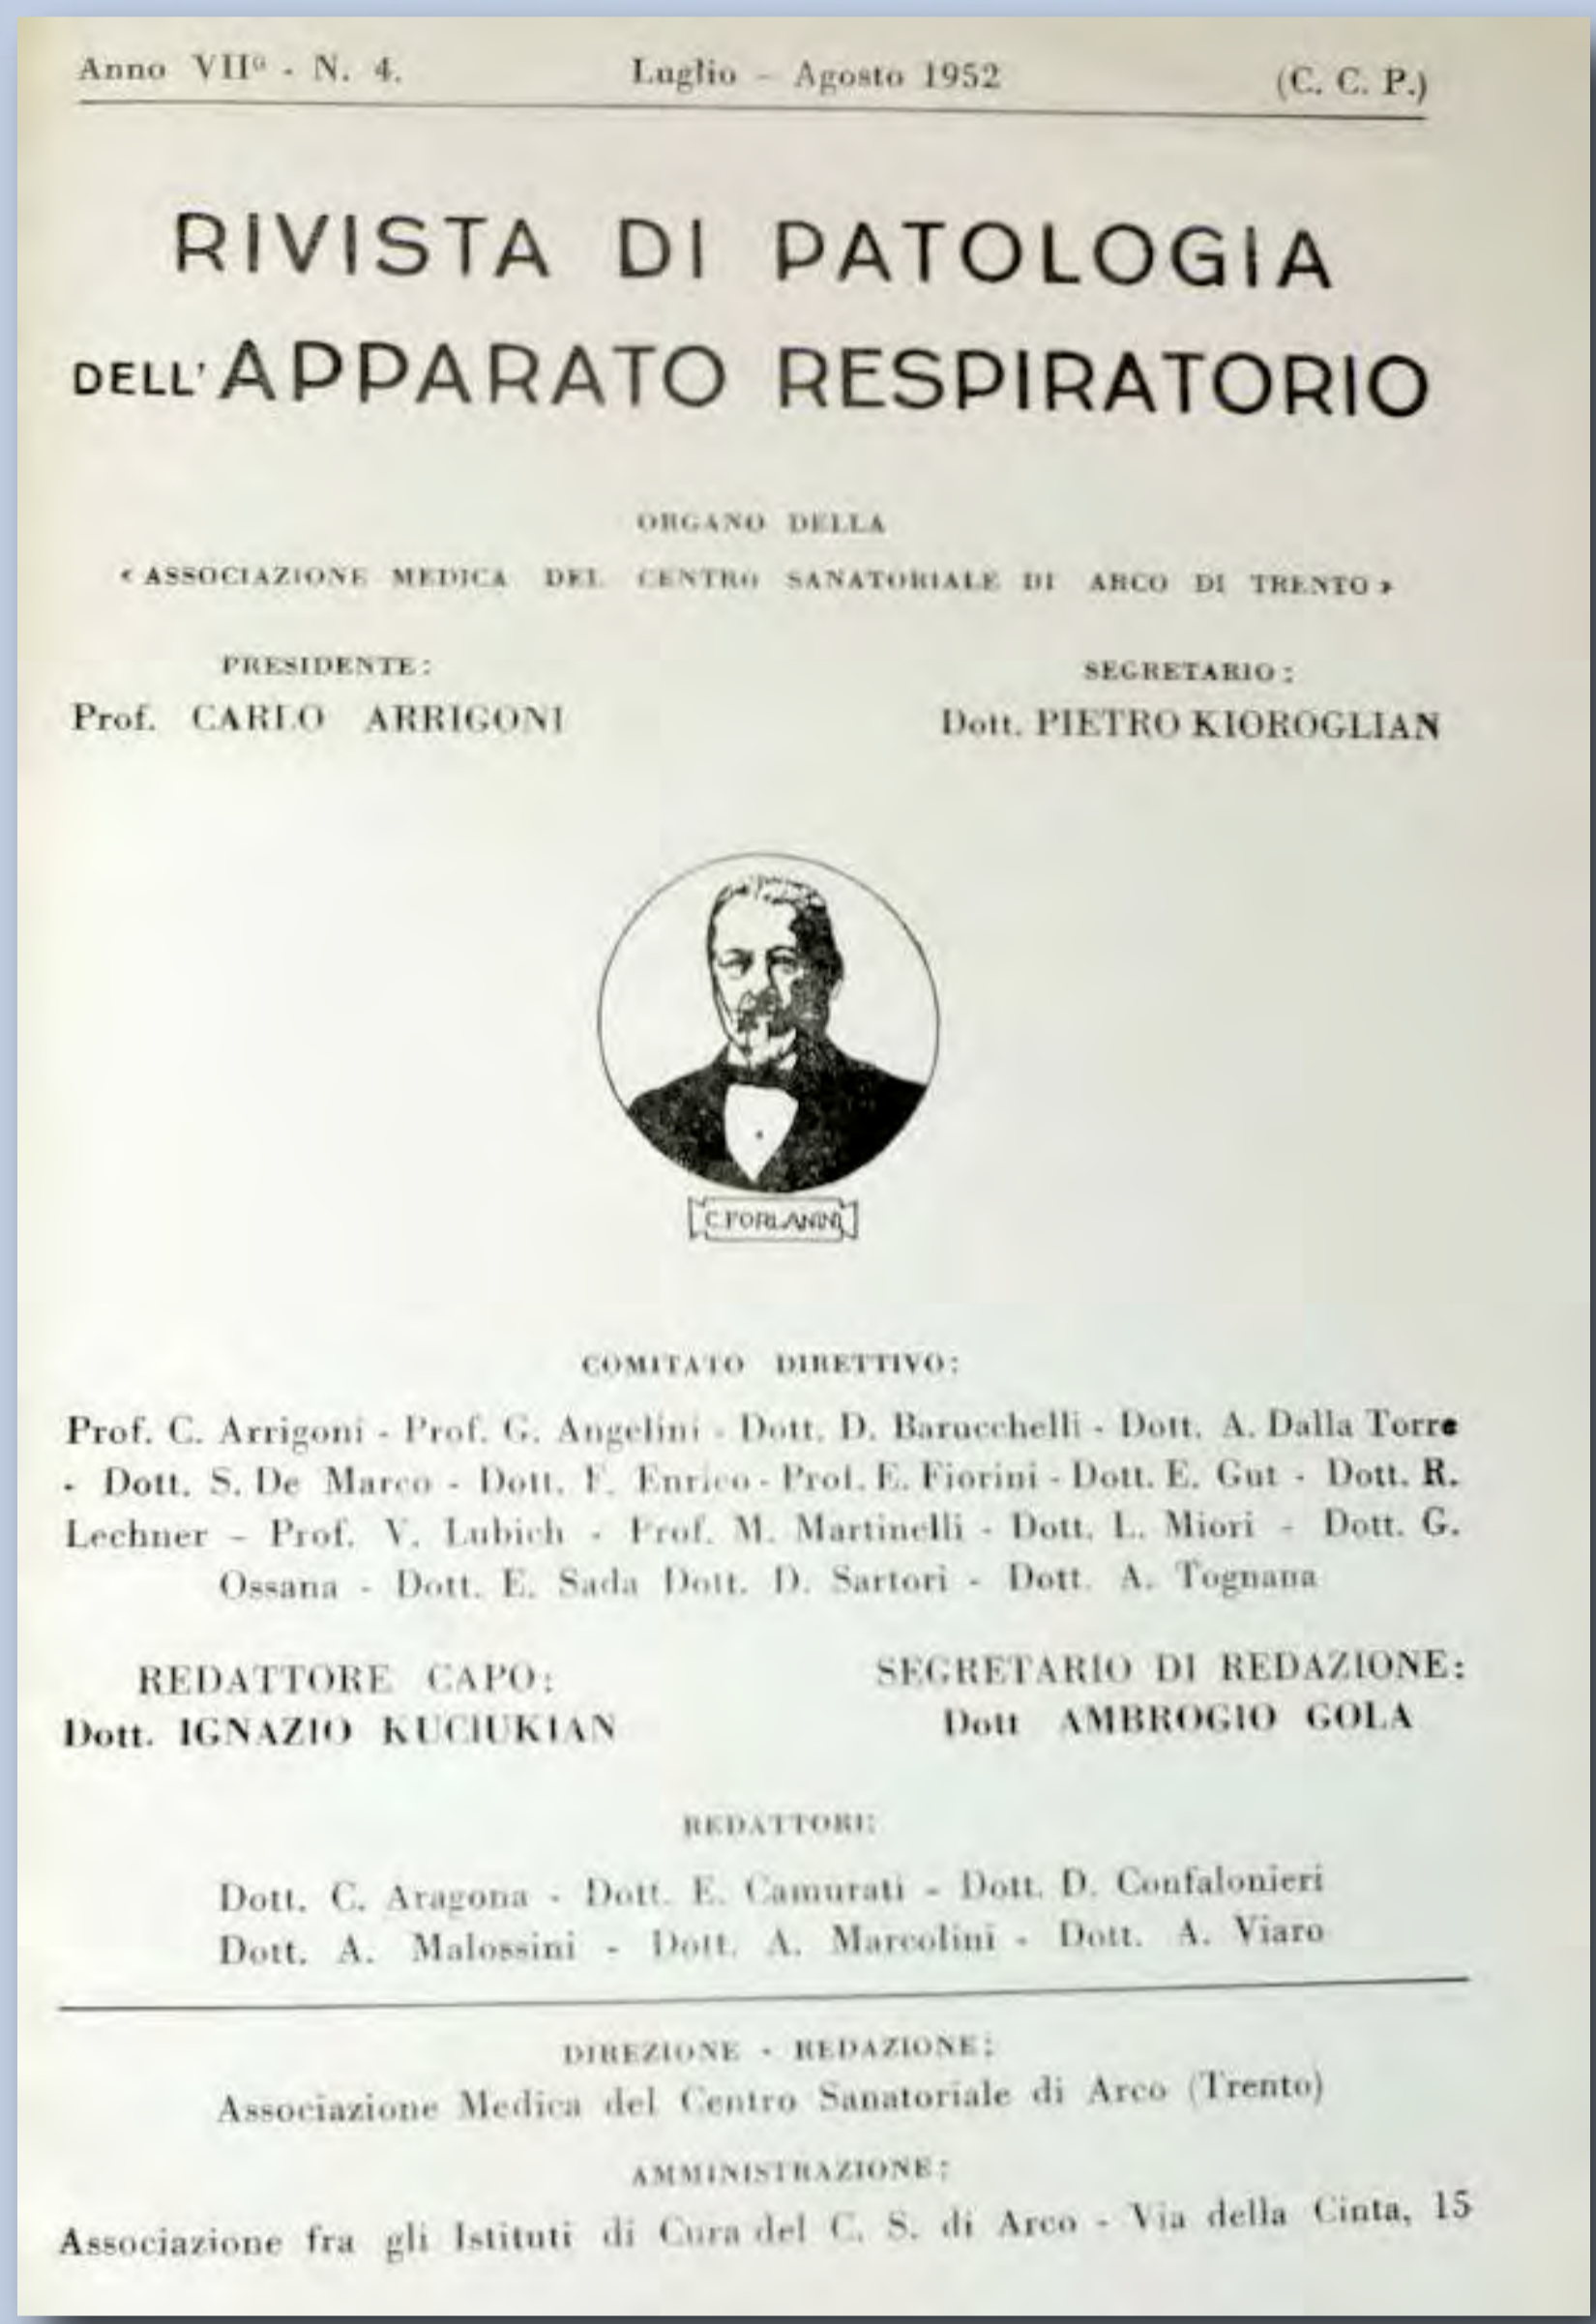 Anno VIIº - N. 4. Luglio - Agosto 1952 (C. C. P.)
RIVISTA DI PATOLOGIA
DELL'APPARATO RESPIRATORIO
ORGANO DELLA
« ASSOCIAZIONE MEDICA DEL CENTRO SANATORIALE DI ARCO DI TRENTO »
PRESIDENTE: SEGRETARIO:
Prof. CARLO ARRIGONI Dott. PIETRO KIOROGLIAN
C. FORLANINI
COMITATO DIRETTIVO:
Prof. C. Arrigoni - Prof. G. Angelini - Dott. D. Barucchelli - Dott. A. Dalla Torre
- Dott. S. De Marco - Dott. F. Enrico - Prof. E. Fiorini - Dott. E. Gut - Dott. R.
Lechner - Prof. V. Lubich - Prof. M. Martinelli - Dott. L. Miori - Dott. G.
Ossana - Dott. E. Sada Dott. D. Sartori - Dott. A. Tognana
REDATTORE CAPO: SEGRETARIO DI REDAZIONE:
Dott. IGNAZIO KUCIUKIAN Dott AMBROGIO GOLA
REDATTORI:
Dott. C. Aragona - Dott. E. Camurati - Dott. D. Confalonieri
Dott. A. Malossini - Dott. A. Marcolini - Dott. A. Viaro
DIREZIONE - REDAZIONE:
Associazione Medica del Centro Sanatoriale di Arco (Trento)
AMMINISTRAZIONE:
Associazione fra gli Istituti di Cura del C. S. di Arco - Via della Cinta, 15